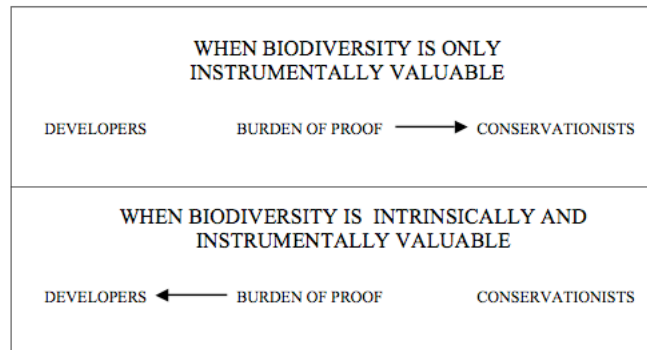 WHEN BIODIVERSITY IS ONLY
INSTRUMENTALLY VALUABLE
DEVELOPERS BURDEN OF PROOF CONSERVATIONISTS
WHEN BIODIVERSITY IS INTRINSICALLY AND
INSTRUMENTALLY VALUABLE
DEVELOPERS BURDEN OF PROOF CONSERVATIONISTS